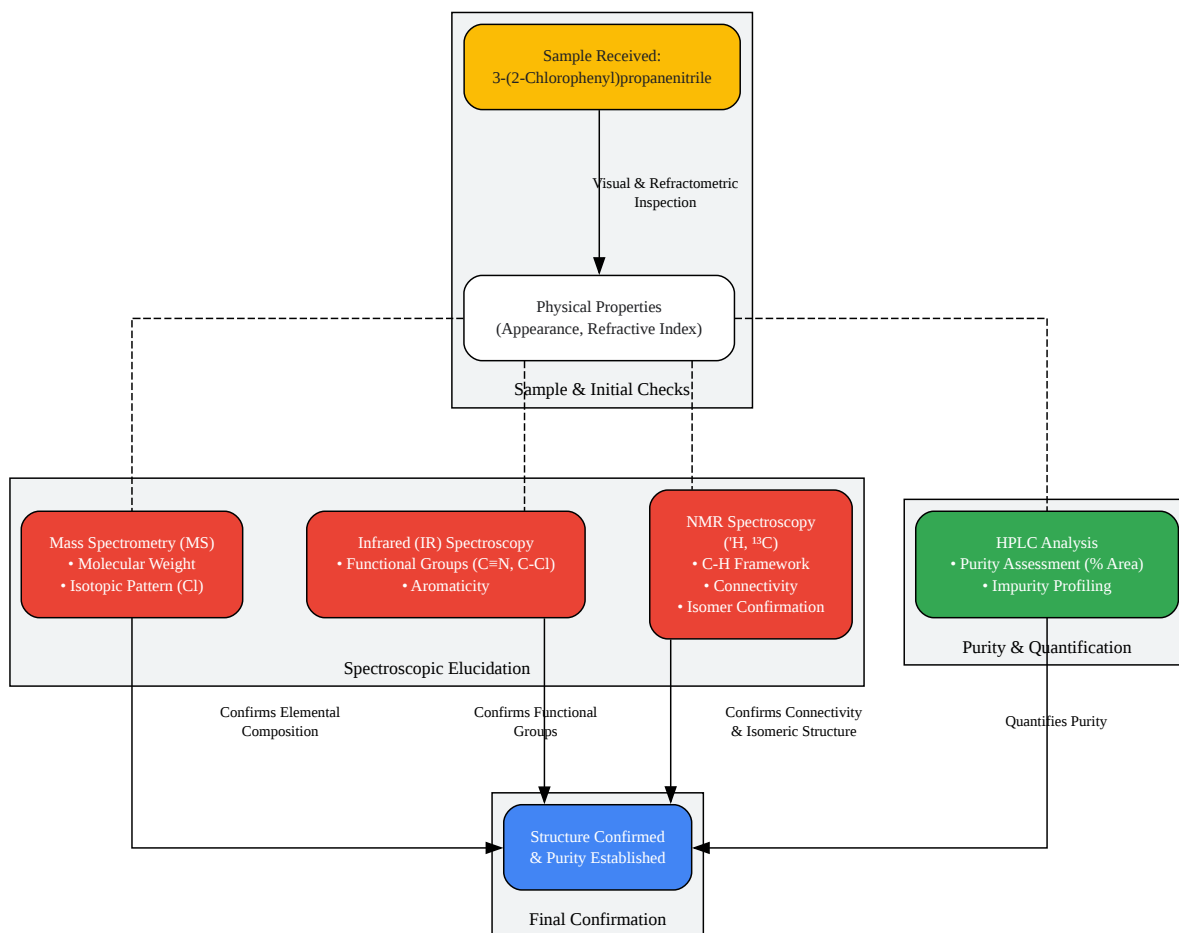 Sample Received:
3-(2-Chlorophenyl)propanenitrile
Visual & Refractometric
Inspection
Physical Properties
(Appearance, Refractive Index)
Sample & Initial Checks
Mass Spectrometry (MS)
• Molecular Weight
• Isotopic Pattern (Cl)
Infrared (IR) Spectroscopy
• Functional Groups (C≡N, C-Cl)
• Aromaticity
NMR Spectroscopy
(¹H, ¹³C)
• C-H Framework
• Connectivity
• Isomer Confirmation
HPLC Analysis
• Purity Assessment (% Area)
• Impurity Profiling
Spectroscopic Elucidation
Purity & Quantification
Confirms Elemental
Composition
Confirms Functional
Groups
Confirms Connectivity
& Isomeric Structure
Quantifies Purity
Structure Confirmed
& Purity Established
Final Confirmation